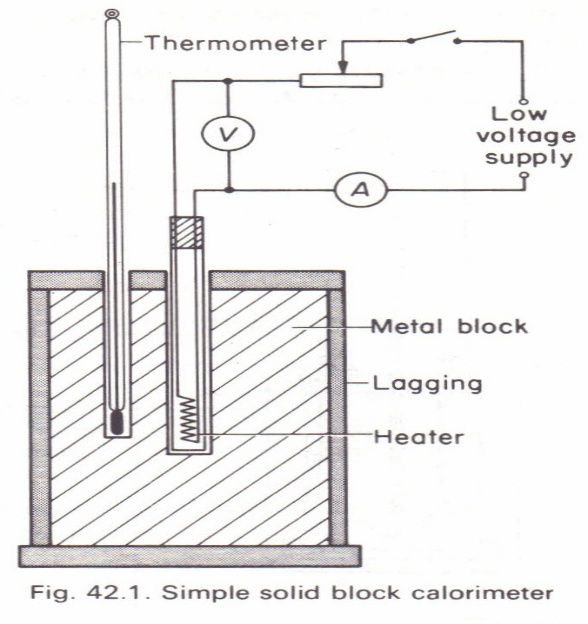 Thermometer
V
Low
voltage
supply
A
Metal block
Lagging
Heater
Fig. 42.1. Simple solid block calorimeter